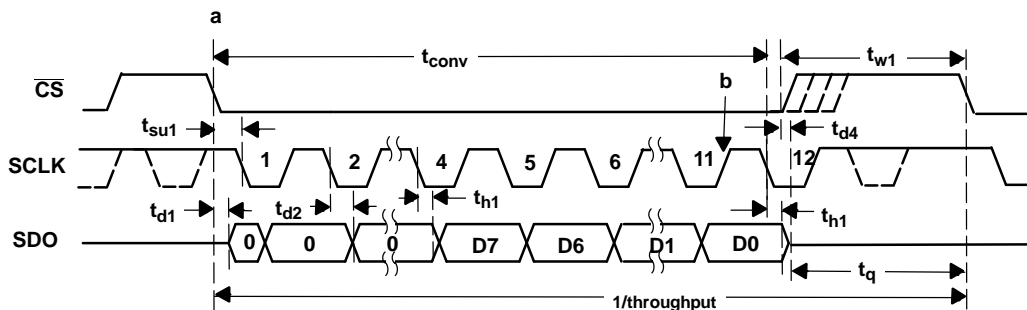 a
t_conv
t_w1
CS
b
t_su1
t_d4
SCLK
1 2 4 5 6 11 12
t_d1
t_d2
t_h1
t_h1
SDO
0 0 0 D7 D6 D1 D0
t_q
1/throughput